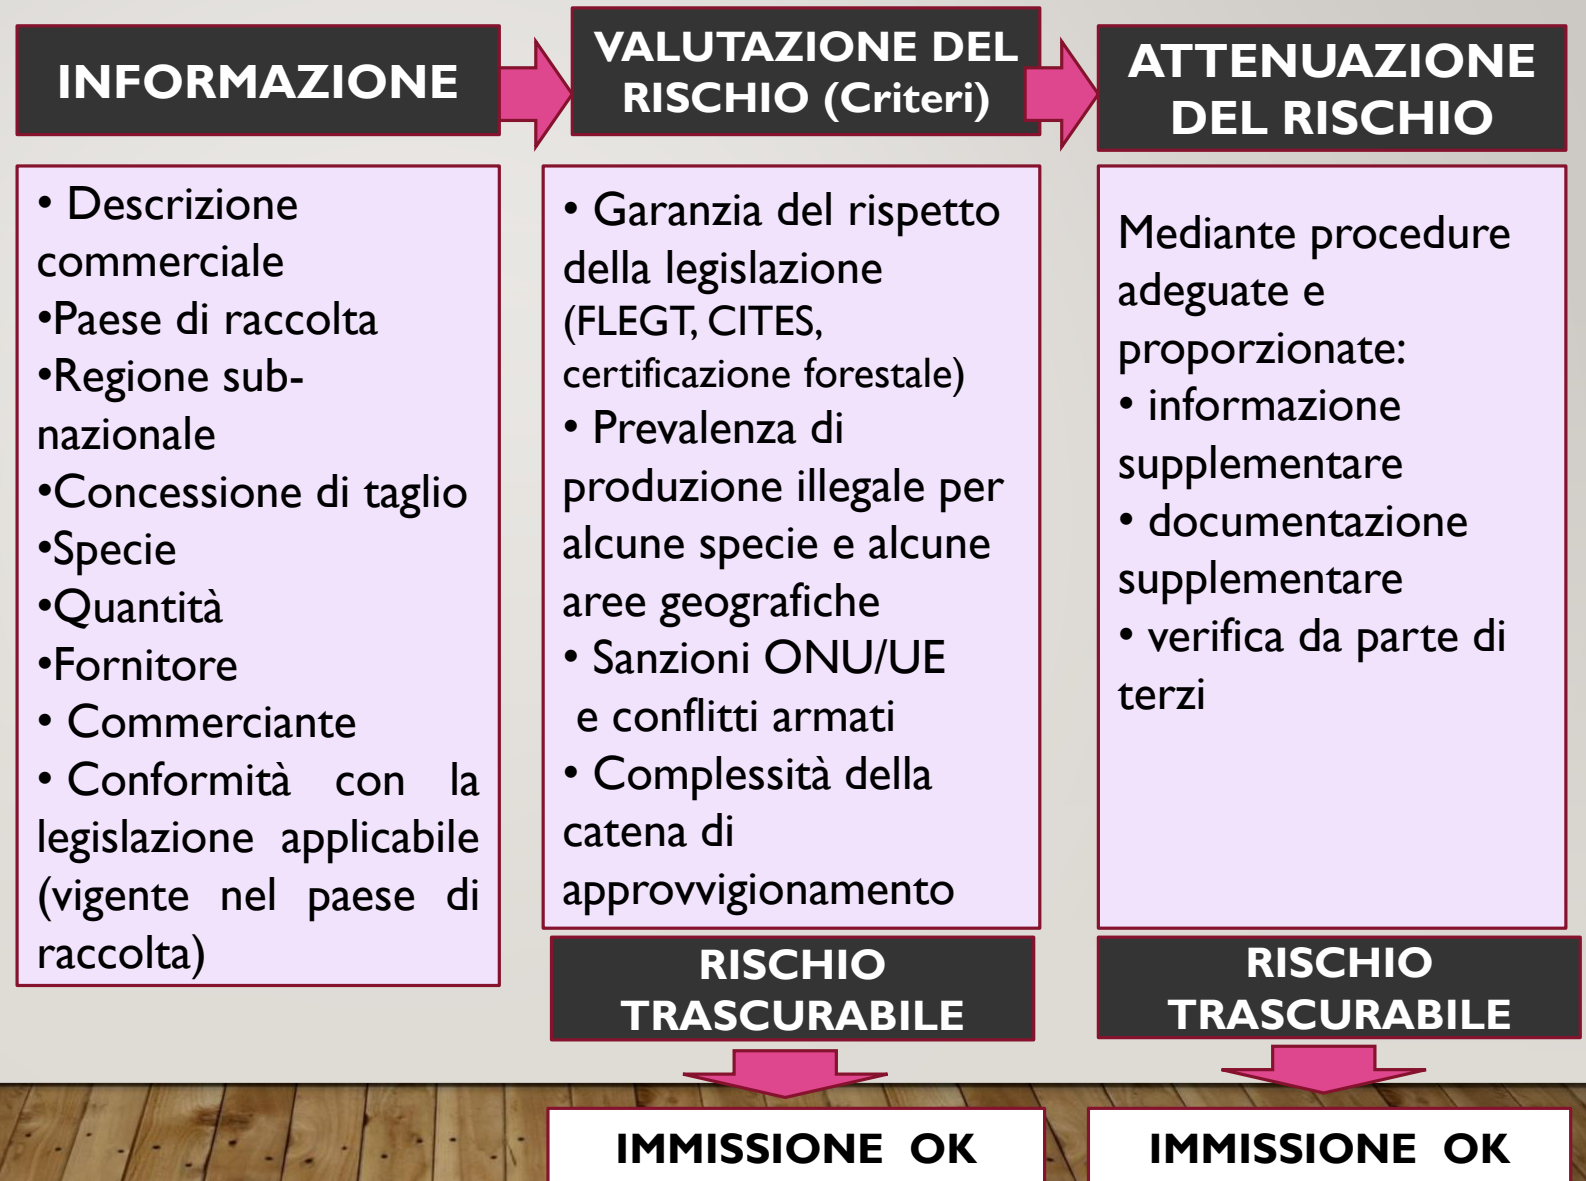 INFORMAZIONE
• Descrizione
commerciale
•Paese di raccolta
•Regione sub-
nazionale
•Concessione di taglio
•Specie
•Quantità
•Fornitore
• Commerciante
• Conformità con la
legislazione applicabile
(vigente nel paese di
raccolta)
VALUTAZIONE DEL
RISCHIO (Criteri)
• Garanzia del rispetto
della legislazione
(FLEGT, CITES,
certificazione forestale)
• Prevalenza di
produzione illegale per
alcune specie e alcune
aree geografiche
• Sanzioni ONU/UE
e conflitti armati
• Complessità della
catena di
approvvigionamento
RISCHIO
TRASCURABILE
IMMISSIONE OK
ATTENUAZIONE
DEL RISCHIO
Mediante procedure
adeguate e
proporzionate:
• informazione
supplementare
• documentazione
supplementare
• verifica da parte di
terzi
RISCHIO
TRASCURABILE
IMMISSIONE OK